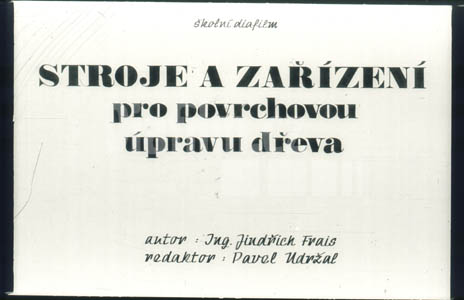 školní diafilm
STROJE A ZAŘÍZENÍ
pro povrchovou
úpravu dřeva
autor : Ing. Jindřich Frais
redaktor : Pavel Udržal